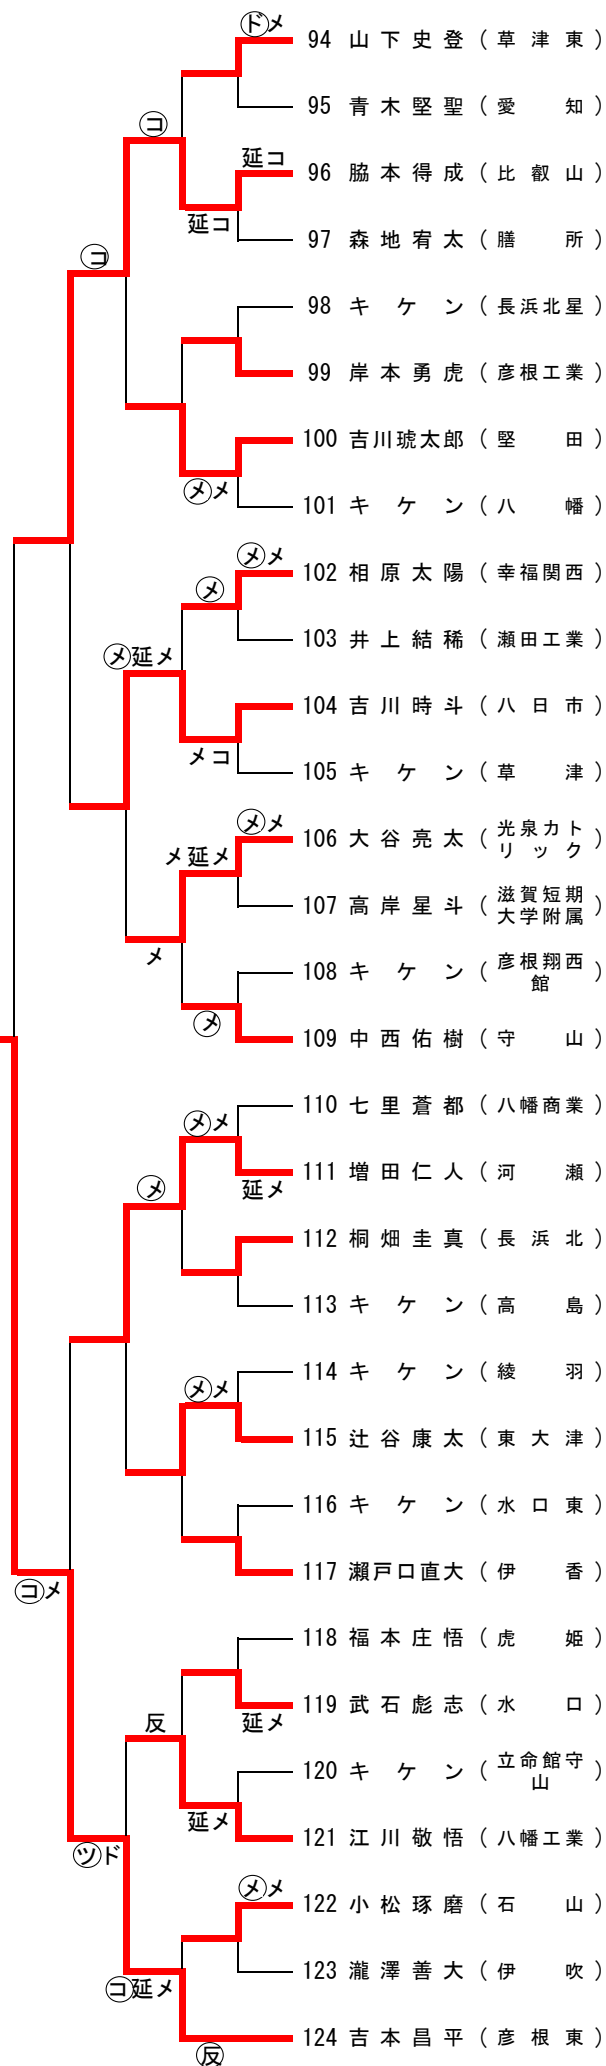 ㋣メ
94 山下史登（草津東）
95 青木堅聖（愛知）
㋙
延コ
96 脇本得成（比叡山）
延コ
97 森地宥太（膳所）
㋙
98 キケン（長浜北星）
99 岸本勇虎（彦根工業）
100 吉川琥太郎（堅田）
㋱メ
101 キケン（八幡）
㋱メ
102 相原太陽（幸福関西）
㋱
103 井上結稀（瀬田工業）
㋱延メ
104 吉川時斗（八日市）
メコ
105 キケン（草津）
㋱メ
106 大谷亮太（光泉カトリック）
メ延メ
107 高岸星斗（滋賀短期大学附属）
メ
108 キケン（彦根翔西館）
㋱
109 中西佑樹（守山）
110 七里蒼都（八幡商業）
㋱メ
111 増田仁人（河瀬）
延メ
㋱
112 桐畑圭真（長浜北）
113 キケン（高島）
114 キケン（綾羽）
㋱メ
115 辻谷康太（東大津）
116 キケン（水口東）
117 瀬戸口直大（伊香）
㋙メ
118 福本庄悟（虎姫）
119 武石彪志（水口）
延メ
反
120 キケン（立命館守山）
延メ
121 江川敬悟（八幡工業）
㋡ド
㋱メ
122 小松琢磨（石山）
123 瀧澤善大（伊吹）
㋙延メ
124 吉本昌平（彦根東）
反